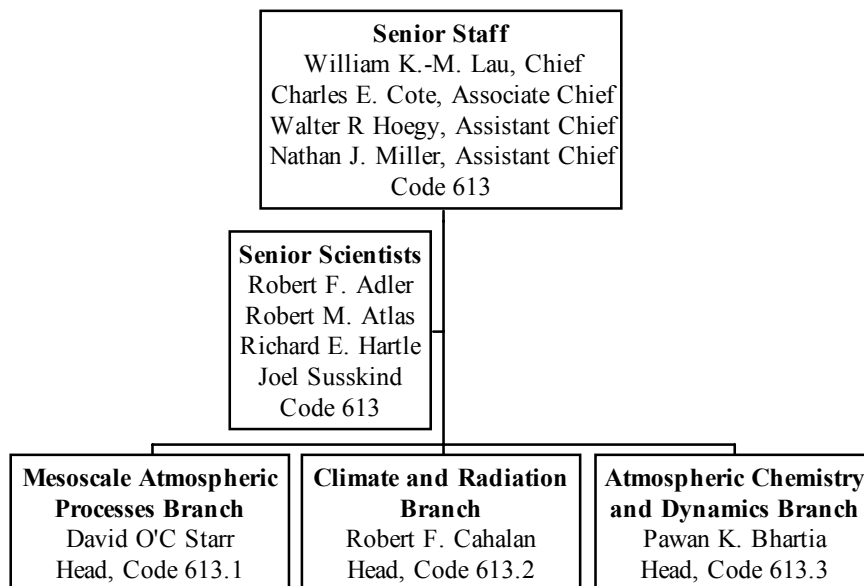 Senior Staff
William K.-M. Lau, Chief
Charles E. Cote, Associate Chief
Walter R Hoegy, Assistant Chief
Nathan J. Miller, Assistant Chief
Code 613
Senior Scientists
Robert F. Adler
Robert M. Atlas
Richard E. Hartle
Joel Susskind
Code 613
Mesoscale Atmospheric
Processes Branch
David O'C Starr
Head, Code 613.1
Climate and Radiation
Branch
Robert F. Cahalan
Head, Code 613.2
Atmospheric Chemistry
and Dynamics Branch
Pawan K. Bhartia
Head, Code 613.3